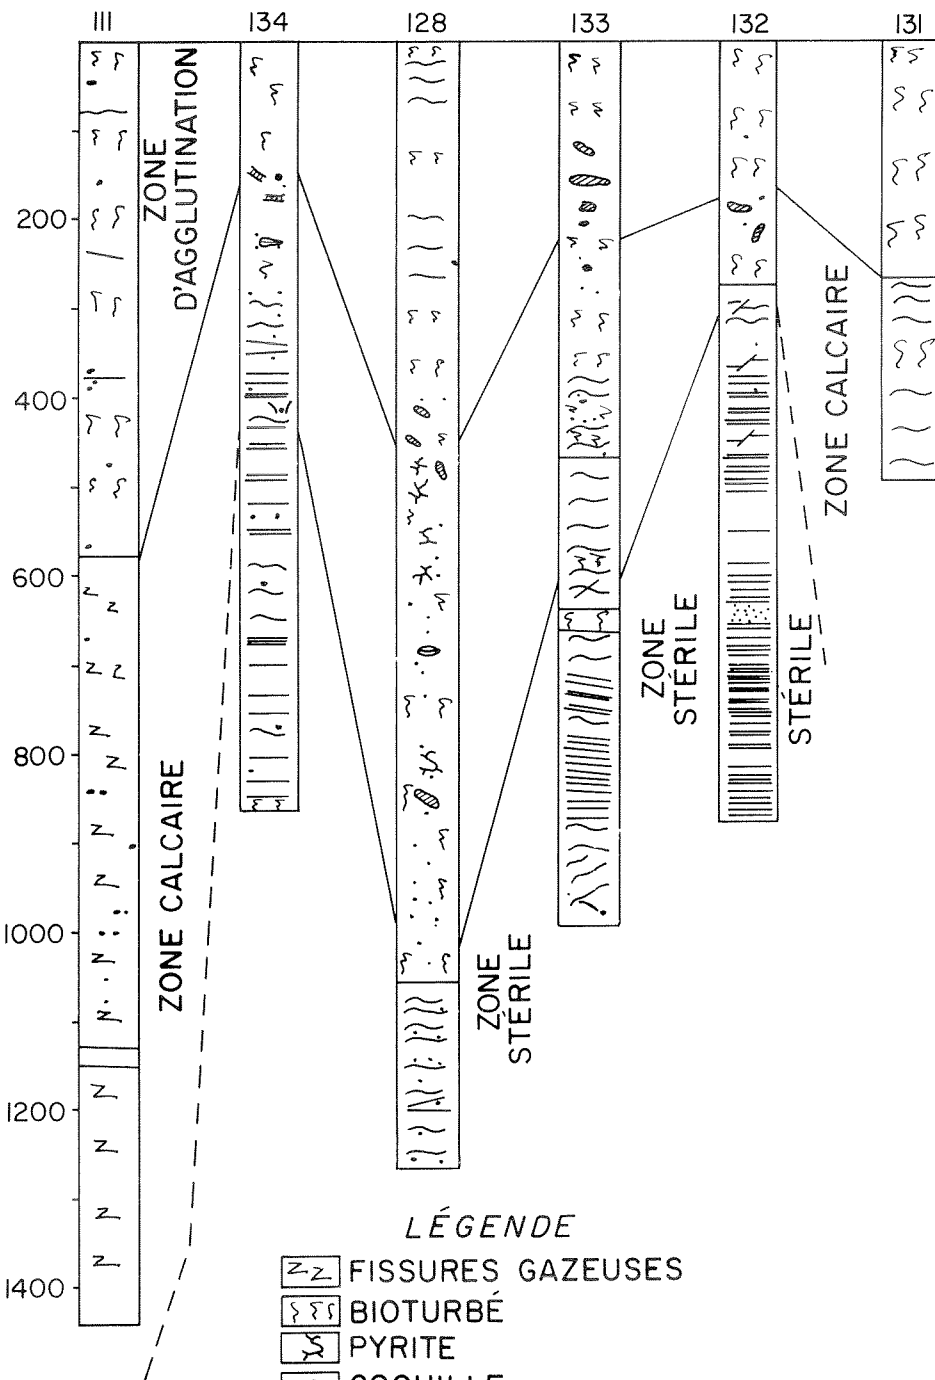 111 134 128 133 132 131
ZONE
D'AGGLUTINATION
200
400
600
800
1000
1200
1400
ZONE CALCAIRE
ZONE
STÉRILE
ZONE
STÉRILE
STÉRILE
ZONE CALCAIRE
LÉGENDE
FISSURES GAZEUSES
BIOTURBÉ
PYRITE